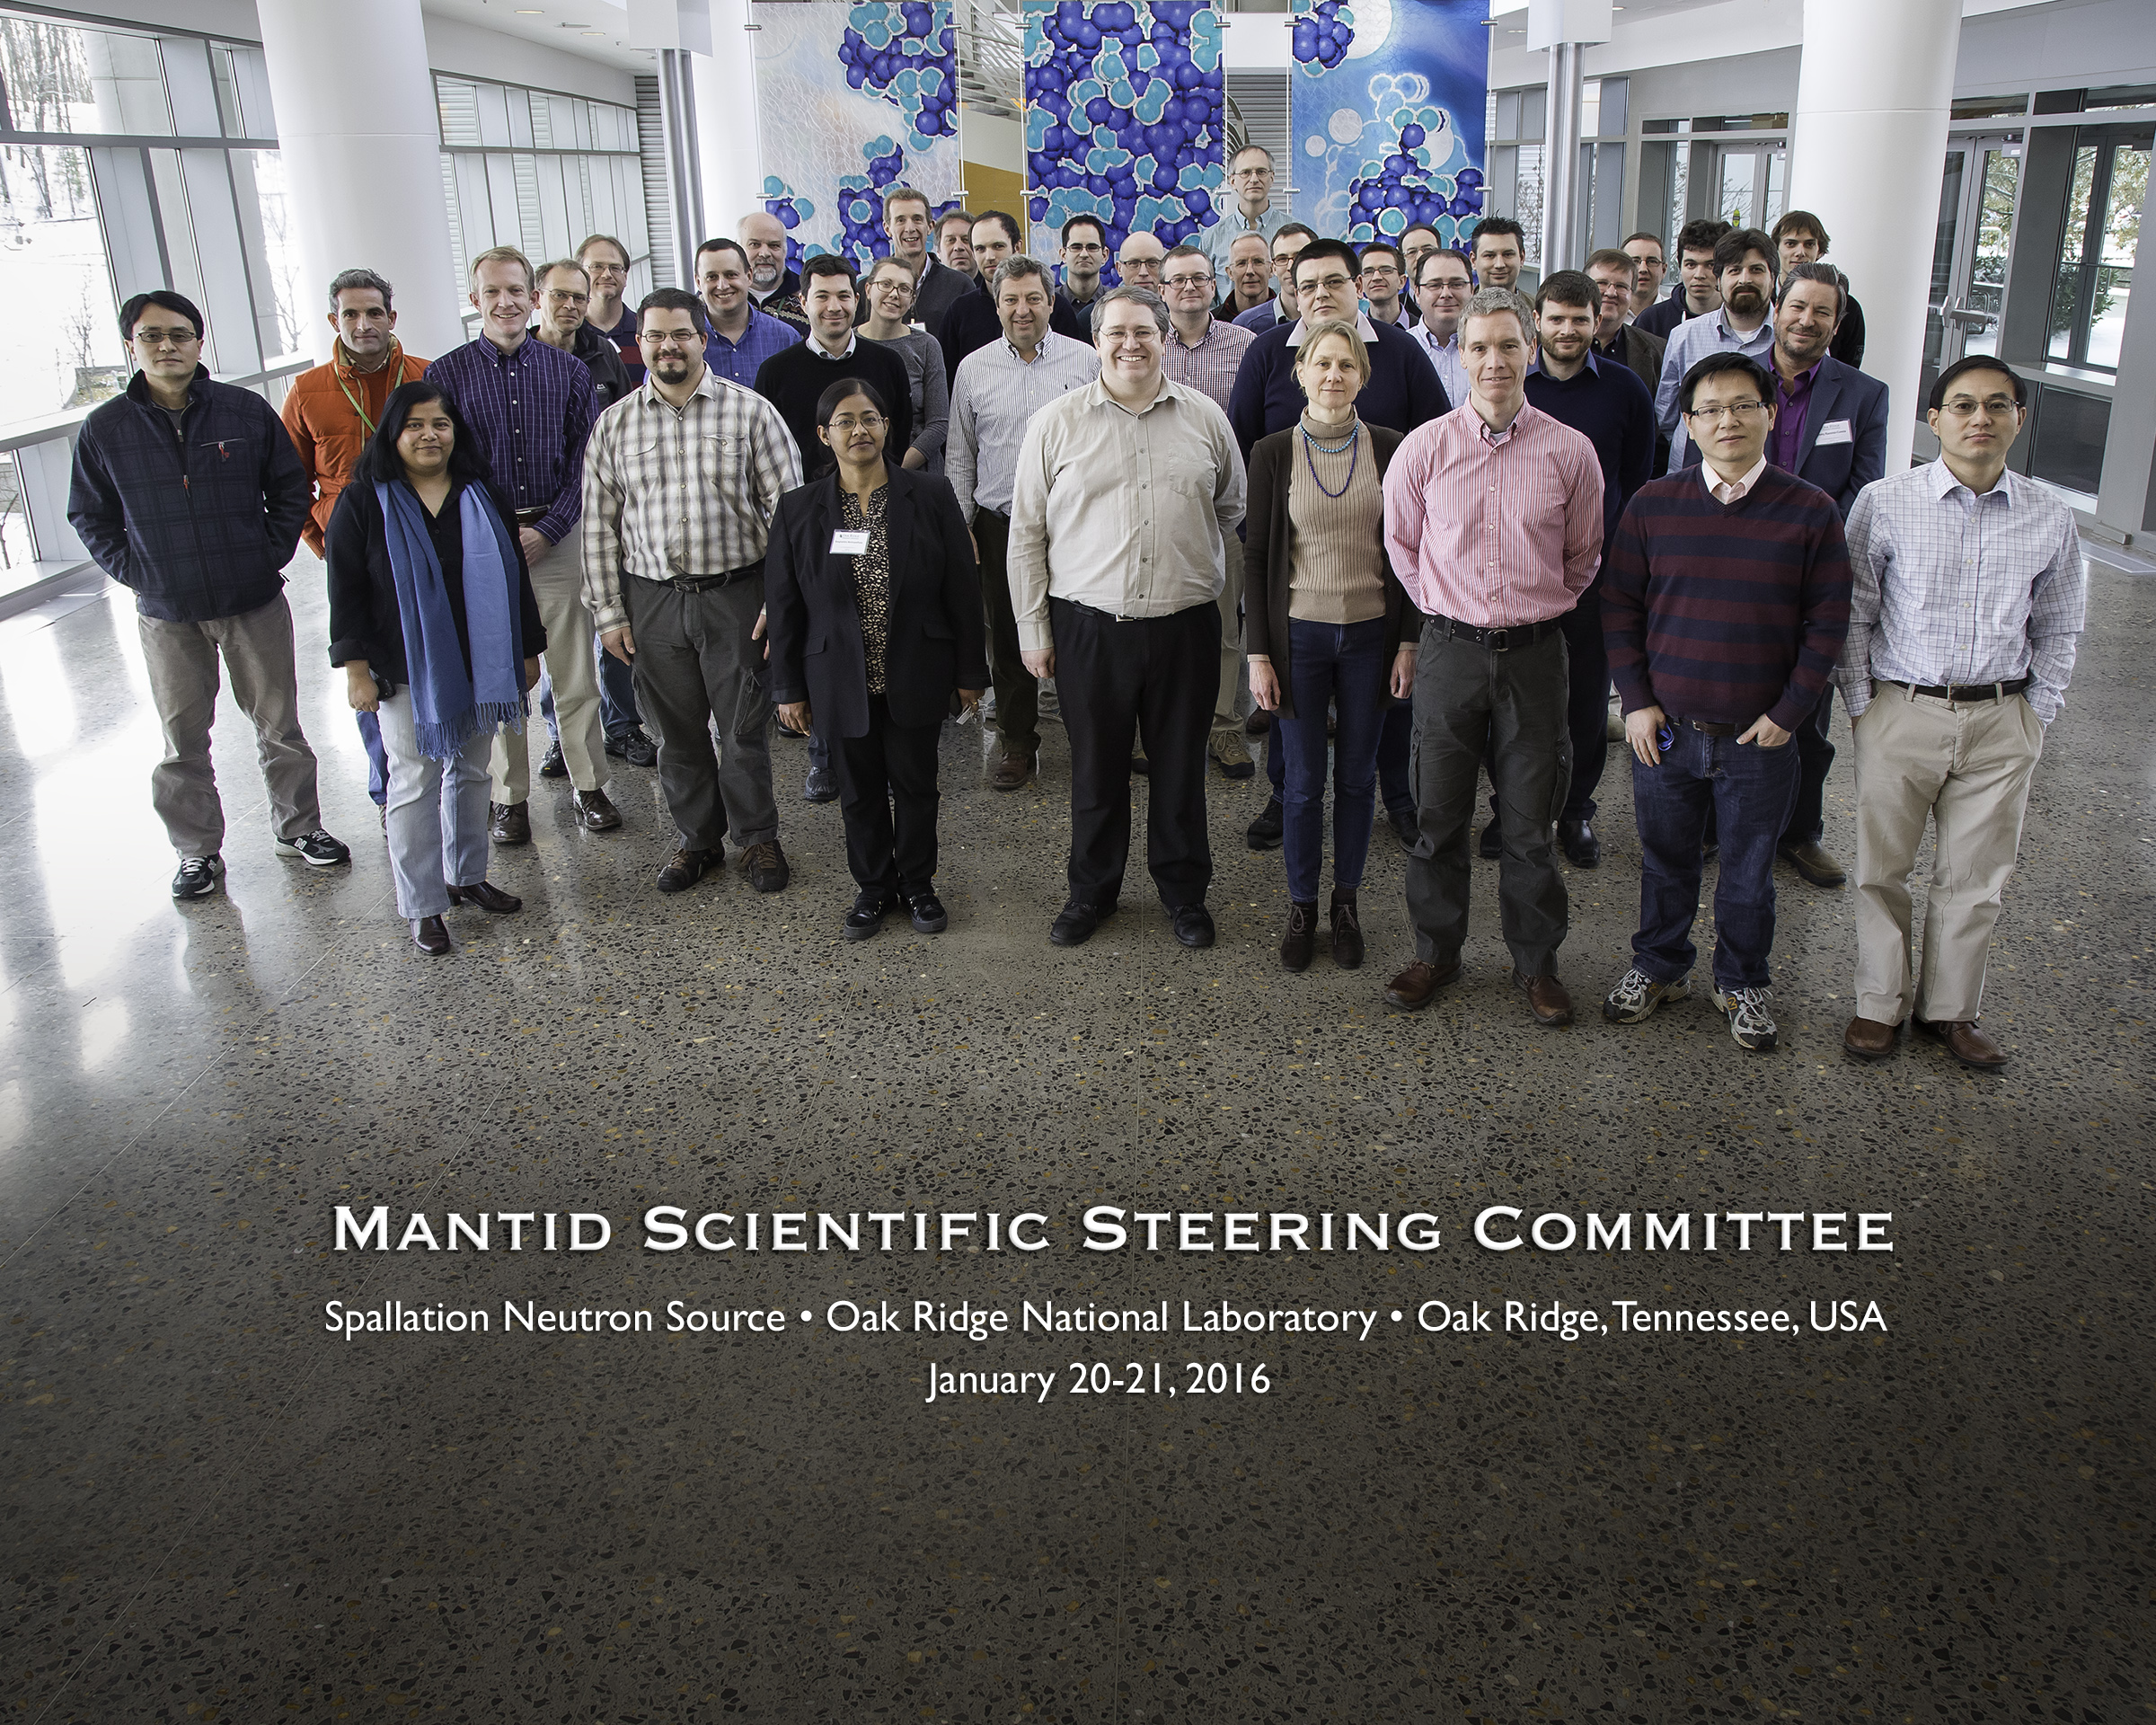 Mantid Scientific Steering Committee
Spallation Neutron Source • Oak Ridge National Laboratory • Oak Ridge, Tennessee, USA
January 20-21, 2016